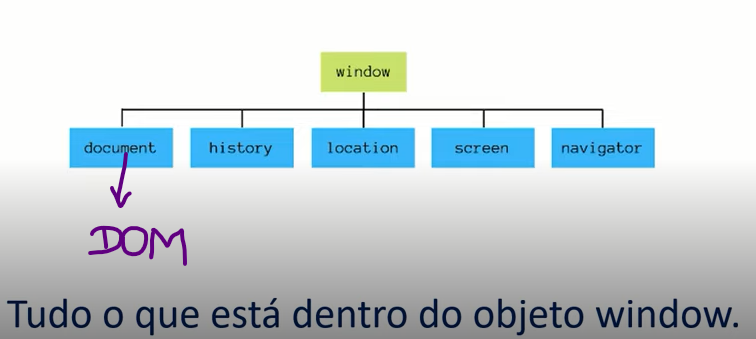 window
document history location screen navigator
DOM
Tudo o que está dentro do objeto window.